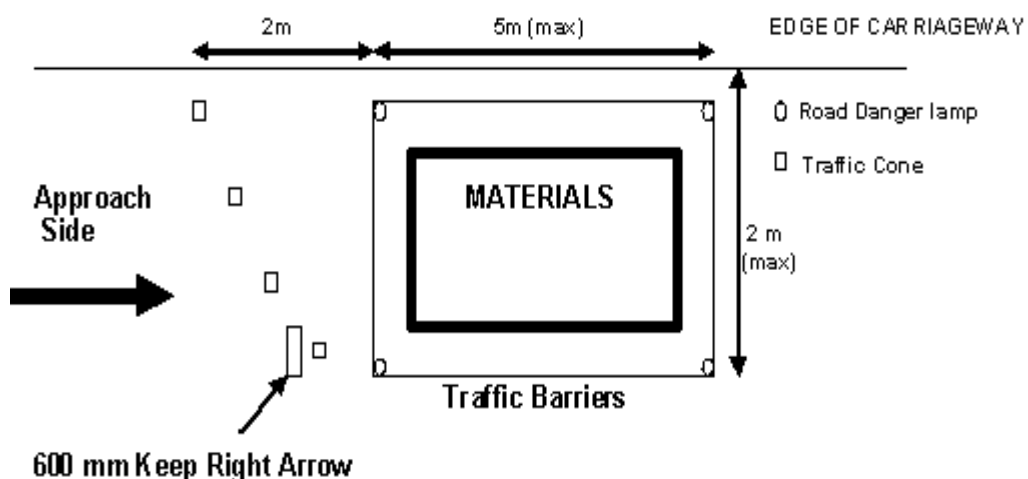 2m
5m (max)
EDGE OF CARRIAGEWAY
Road Danger lamp
Traffic Cone
MATERIALS
Approach
Side
2 m
(max)
Traffic Barriers
600 mm Keep Right Arrow